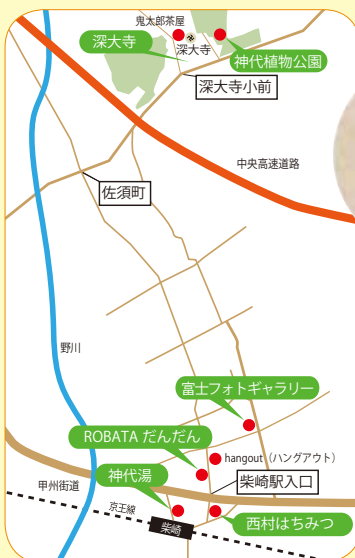 鬼太郎茶屋
深大寺
深大寺
神代植物公園
深大寺小前
中央高速道路
佐須町
野川
富士フォトギャラリー
ROBATA だんだん
hangout（ハングアウト）
神代湯
柴崎駅入口
甲州街道
京王線
柴崎
西村はちみつ